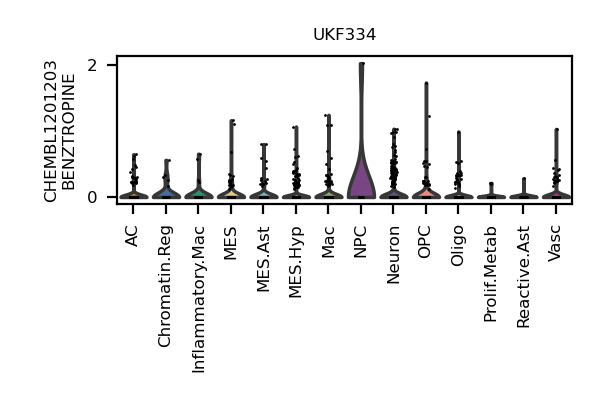 UKF334
CHEMBL1201203
BENZTROPINE
2
0
AC
Chromatin.Reg
Inflammatory.Mac
MES
MES.Ast
MES.Hyp
Mac
NPC
Neuron
OPC
Oligo
Prolif.Metab
Reactive.Ast
Vasc